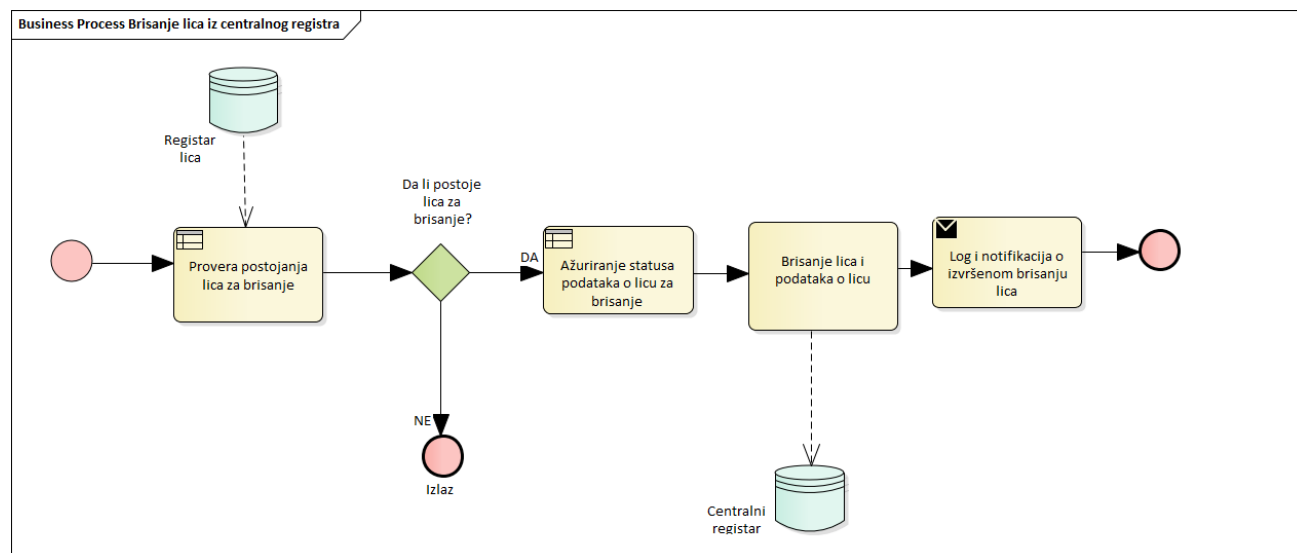 Business Process Brisanje lica iz centralnog registra
Registar
lica
Da li postoje
lica za
brisanje?
Provera postojanja
lica za brisanje
DA
Ažuriranje statusa
podataka o licu za
brisanje
Brisanje lica i
podataka o licu
Log i notifikacija o
izvršenom brisanju
lica
NE
Izlaz
Centralni
registar